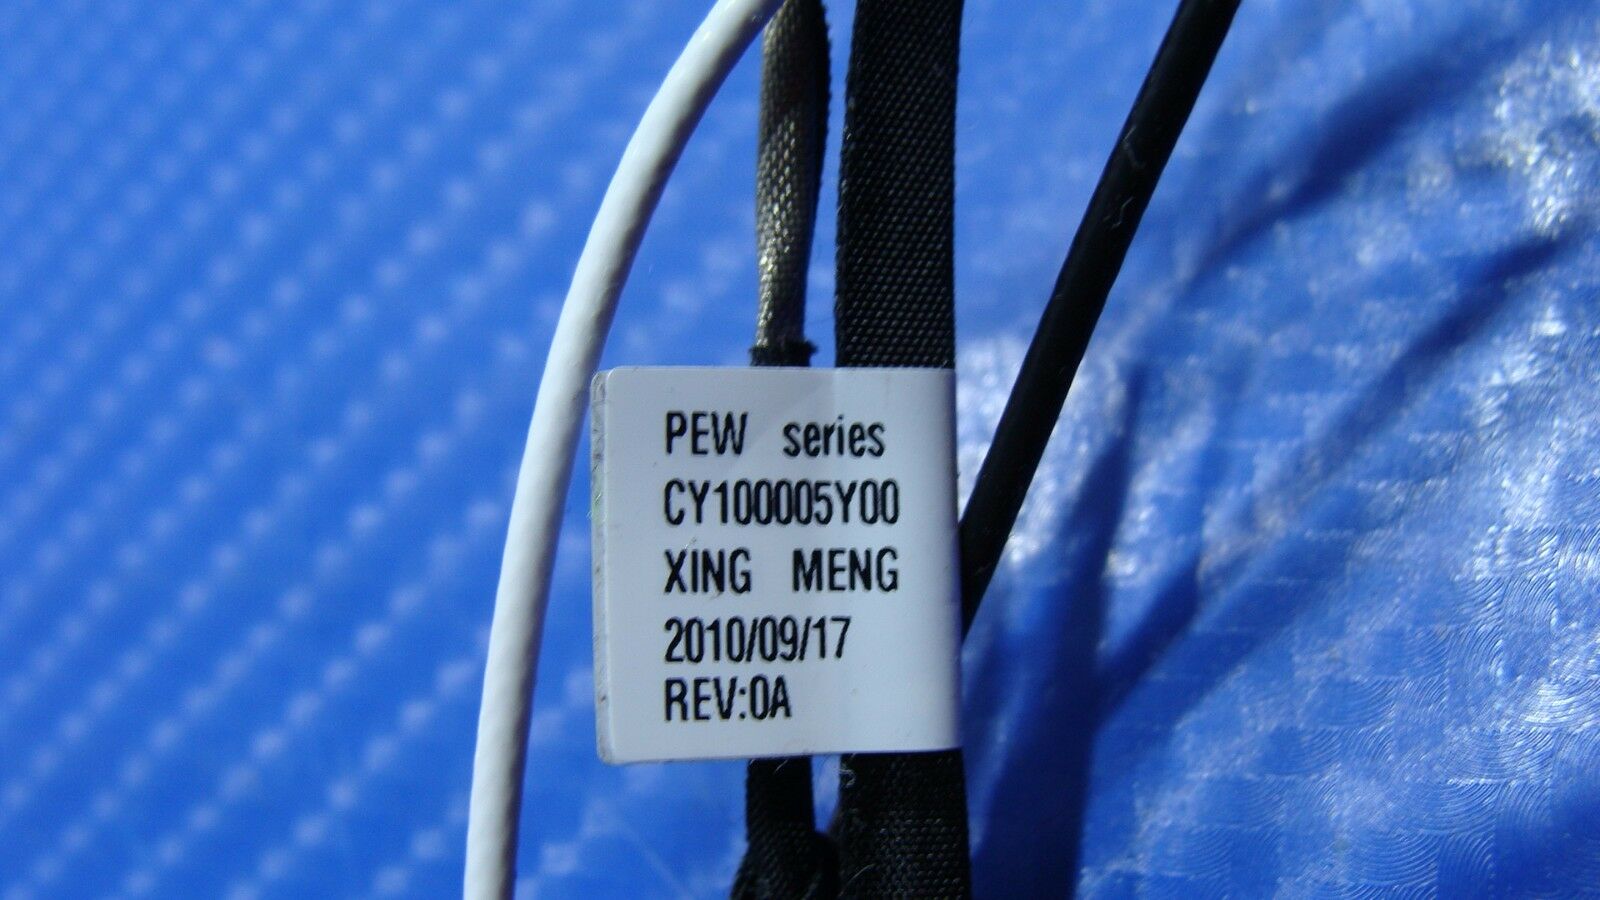 PEW series
CY100005Y00
XING MENG
2010/09/17
REV:0A